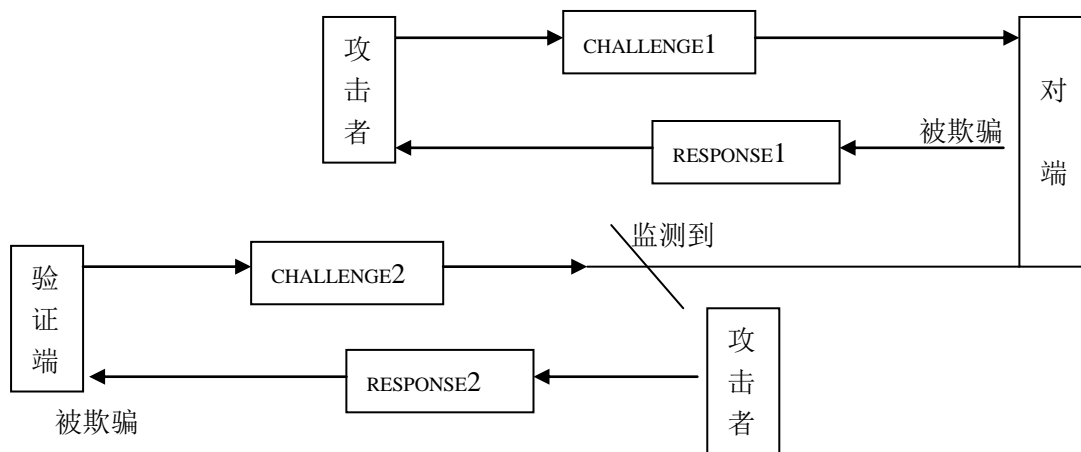 攻击者
CHALLENGE1
对端
被欺骗
RESPONSE1
监测到
验证端
CHALLENGE2
攻击者
RESPONSE2
被欺骗